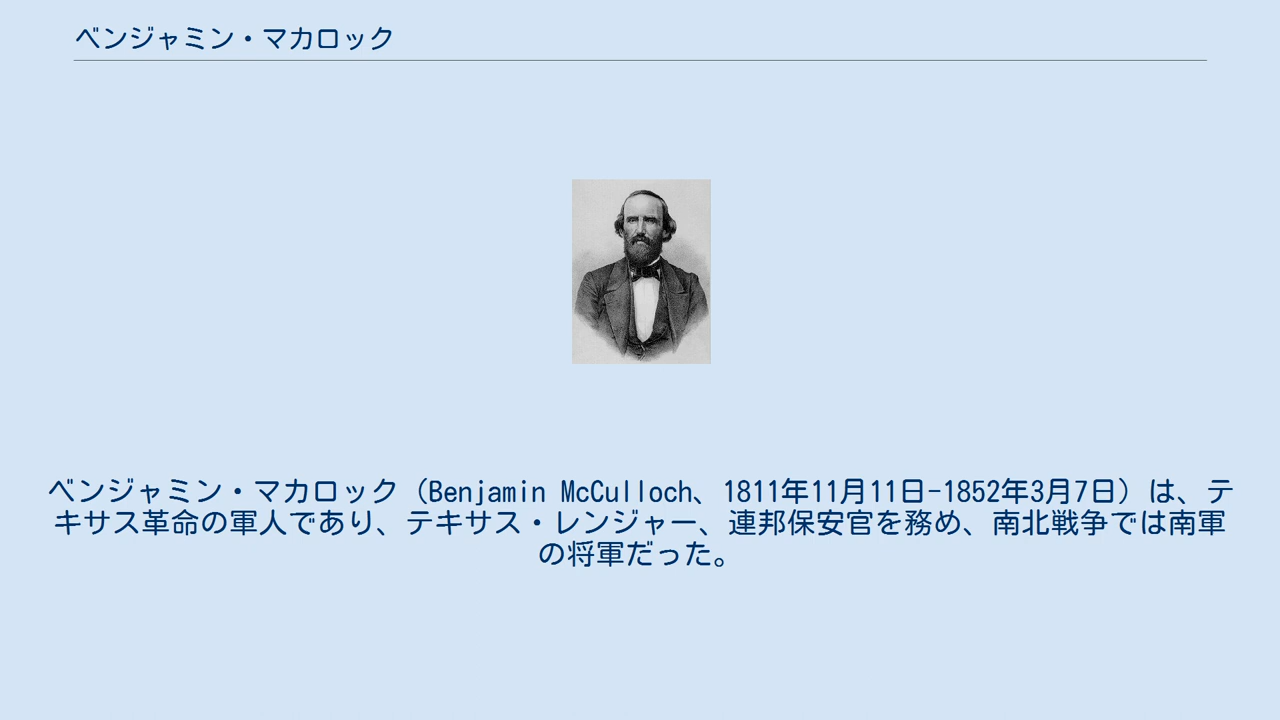 ベンジャミン・マカロック
ベンジャミン・マカロック（Benjamin McCulloch、1811年11月11日-1852年3月7日）は、テ
キサス革命の軍人であり、テキサス・レンジャー、連邦保安官を務め、南北戦争では南軍
の将軍だった。